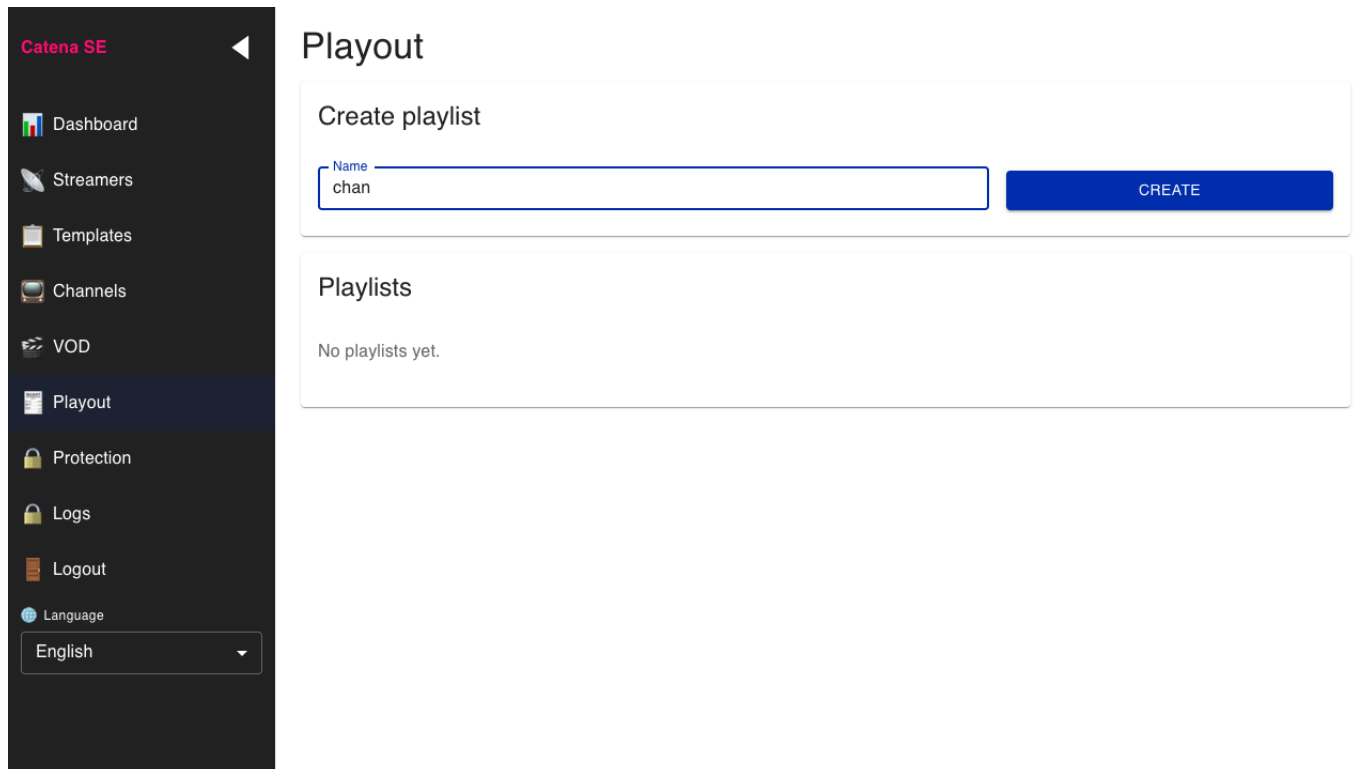 Catena SE
Dashboard
Streamers
Templates
Channels
VOD
Playout
Protection
Logs
Logout
Language
English
Playout
Create playlist
Name
chan
CREATE
Playlists
No playlists yet.